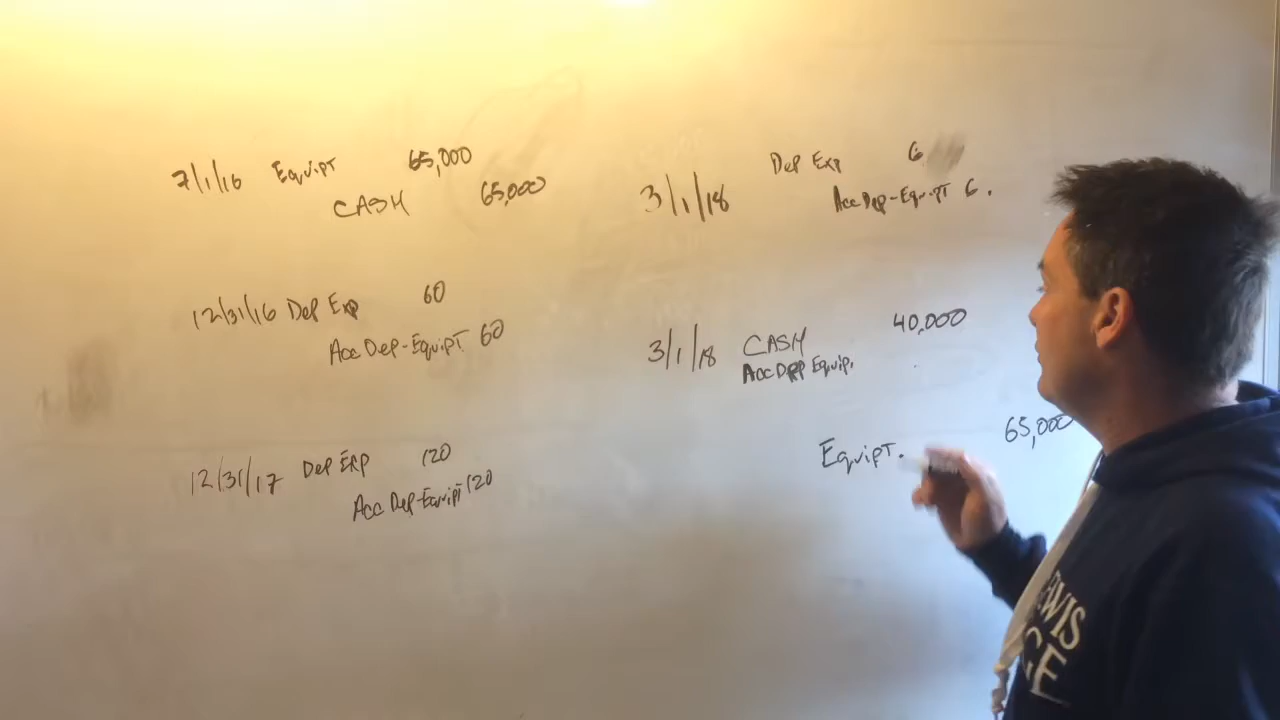 7/1/16 Equipt 65,000
CASH 65,000
12/31/16 Dep Exp 60
Acc Dep-Equipt 60
12/31/17 Dep Exp 120
Acc Dep-Equipt 120
Dep Exp 6
3/1/18 Acc Dep-Equipt 6.
3/1/18 CASH 40,000
Acc Dep Equip.
Equipt. 65,000